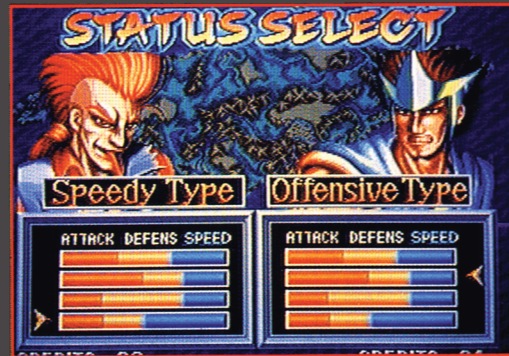 STATUS SELECT
Speedy Type
Offensive Type
ATTACK DEFENS SPEED
ATTACK DEFENS SPEED